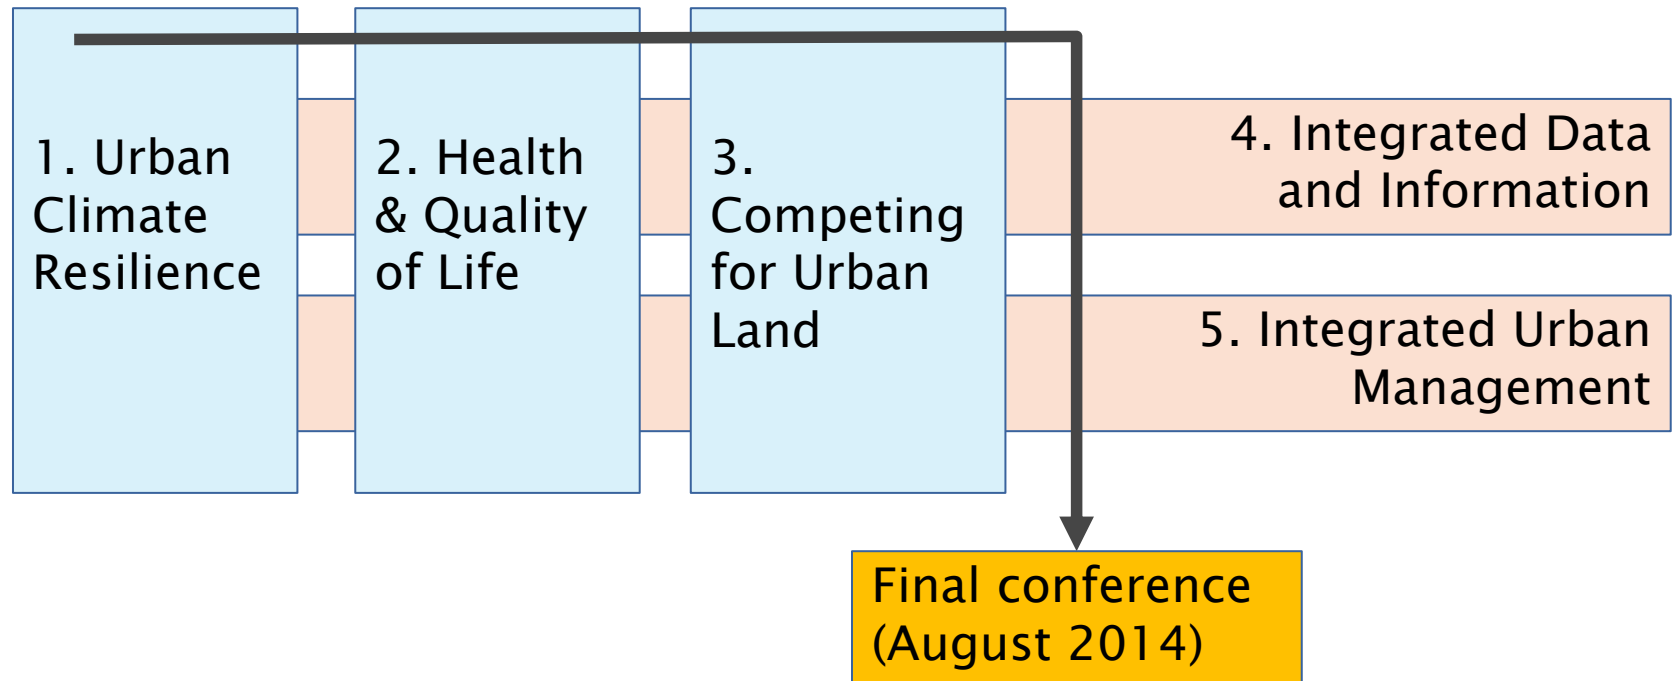 1. Urban
Climate
Resilience
2. Health
& Quality
of Life
3.
Competing
for Urban
Land
4. Integrated Data
and Information
5. Integrated Urban
Management
Final conference
(August 2014)